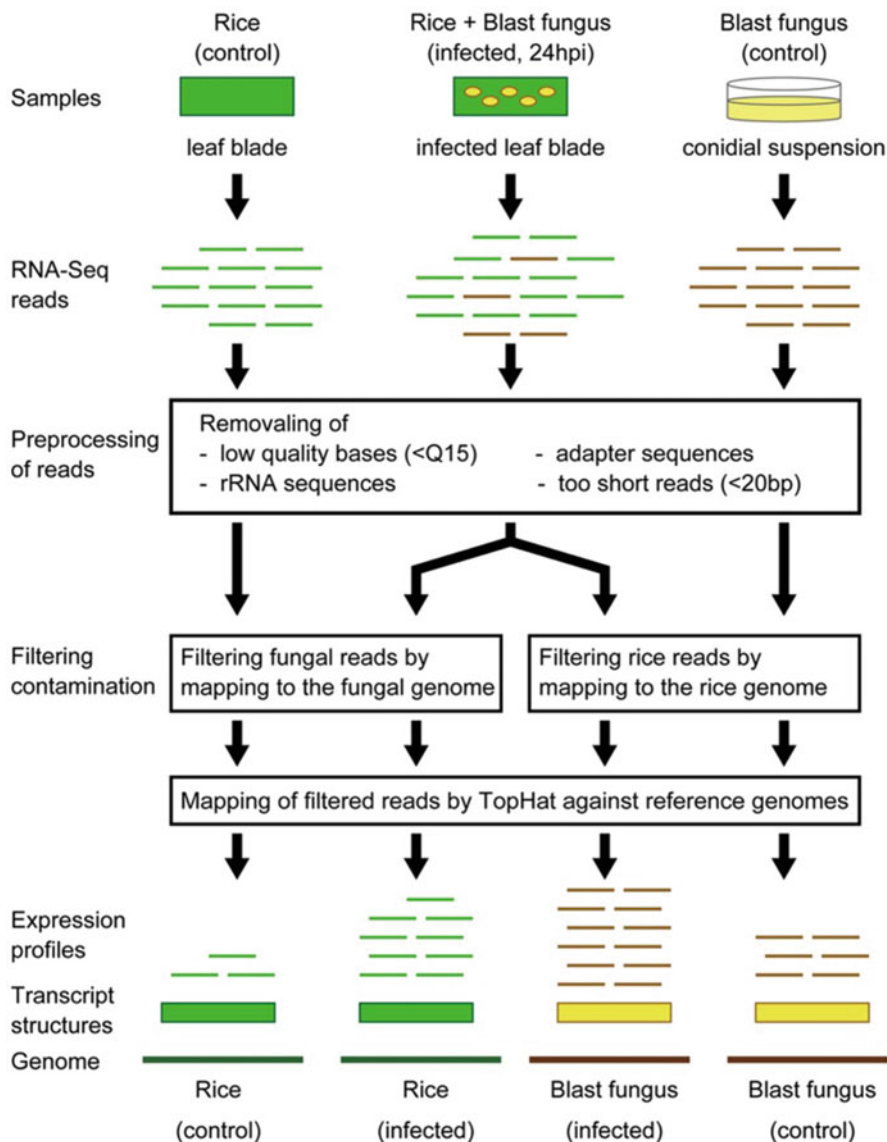 Rice
(control)
Rice + Blast fungus
(infected, 24hpi)
Blast fungus
(control)
Samples
leaf blade
infected leaf blade
conidial suspension
RNA-Seq
reads
Preprocessing
of reads
Removaling of
- low quality bases (<Q15)
- adapter sequences
- rRNA sequences
- too short reads (<20bp)
Filtering
contamination
Filtering fungal reads by
mapping to the fungal genome
Filtering rice reads by
mapping to the rice genome
Mapping of filtered reads by TopHat against reference genomes
Expression
profiles
Transcript
structures
Genome
Rice
(control)
Rice
(infected)
Blast fungus
(infected)
Blast fungus
(control)